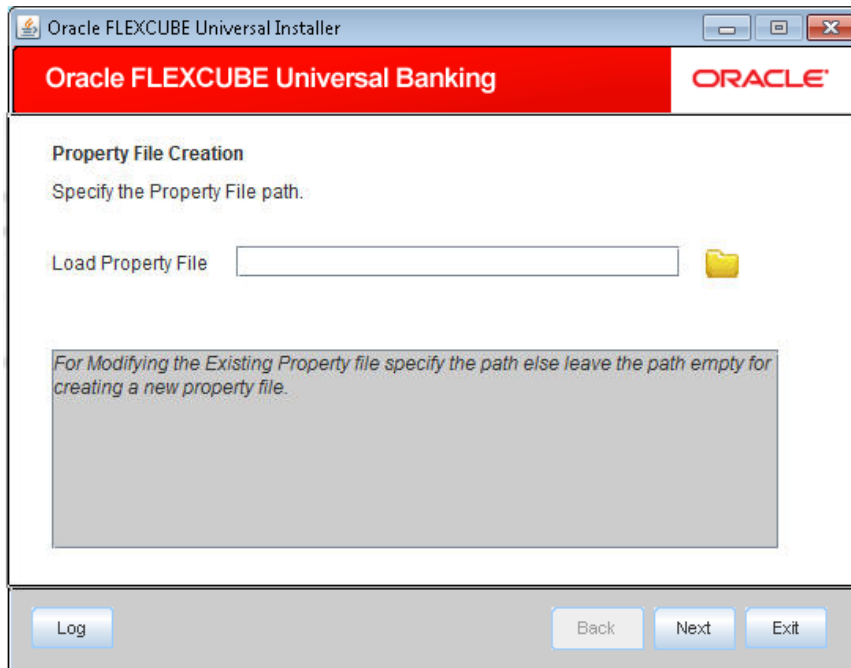 Oracle FLEXCUBE Universal Installer
Oracle FLEXCUBE Universal Banking
ORACLE
Property File Creation
Specify the Property File path.
Load Property File
For Modifying the Existing Property file specify the path else leave the path empty for
creating a new property file.
Log
Back
Next
Exit